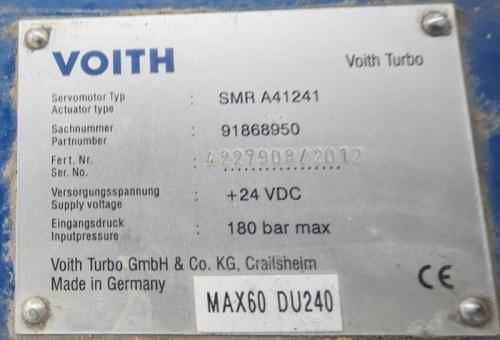 VOITH
Voith Turbo
Servomotor Typ
Actuator type : SMR A41241
Sachnummer
Partnumber : 91868950
Fert. Nr.
Ser. No. : 4227908/2012
Versorgungsspannung
Supply voltage : +24 VDC
Eingangsdruck
Inputpressure : 180 bar max
Voith Turbo GmbH & Co. KG, Crailsheim
Made in Germany
CE
MAX60 DU240